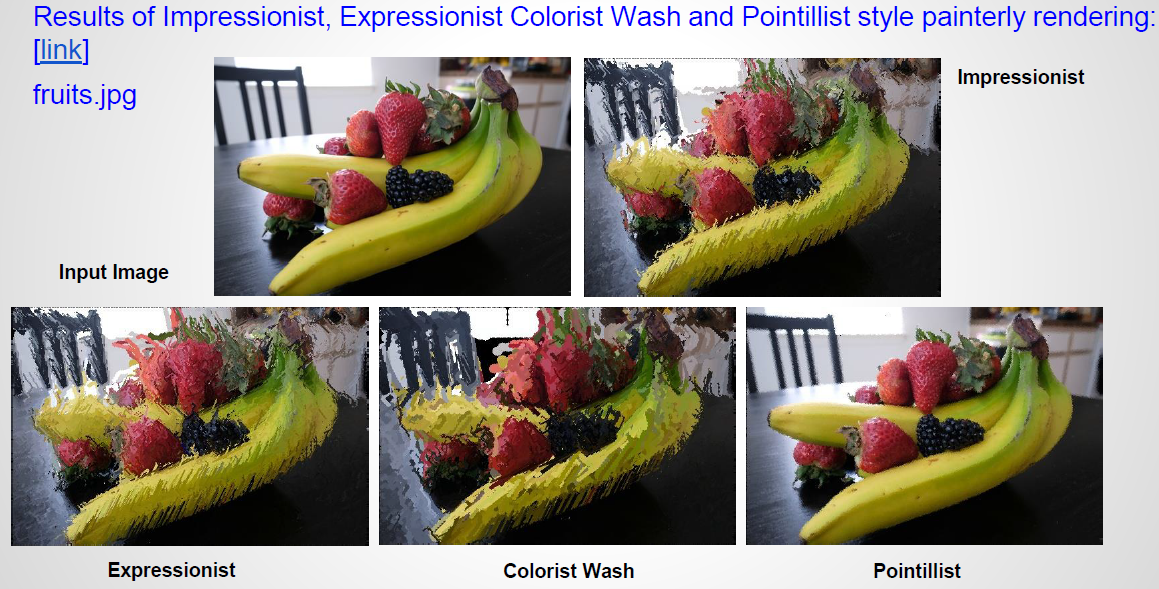 Results of Impressionist, Expressionist Colorist Wash and Pointillist style painterly rendering:
[link]
fruits.jpg
Impressionist
Input Image
Expressionist
Colorist Wash
Pointillist